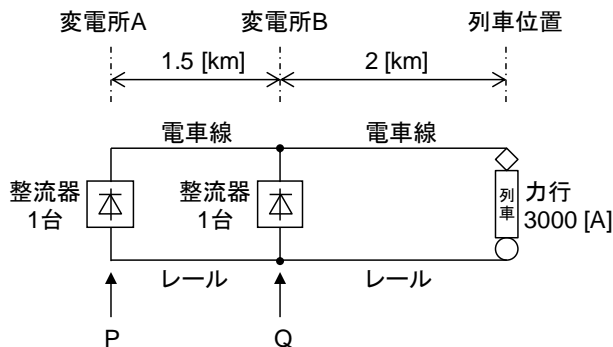 変電所A 変電所B 列車位置
1.5 [km] 2 [km]
電車線 電車線
整流器
1台
整流器
1台
列車
力行
3000 [A]
レール レール
P Q